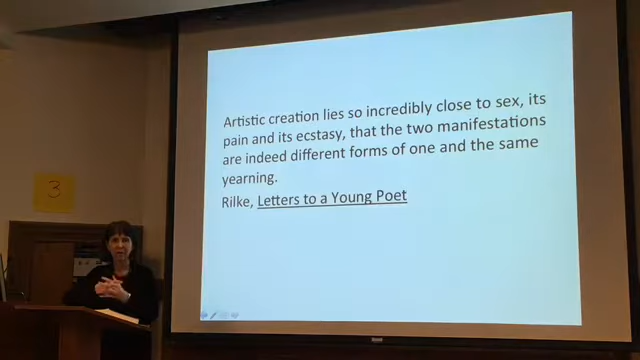 Artistic creation lies so incredibly close to sex, its
pain and its ecstasy, that the two manifestations
are indeed different forms of one and the same
yearning.
Rilke, Letters to a Young Poet
3